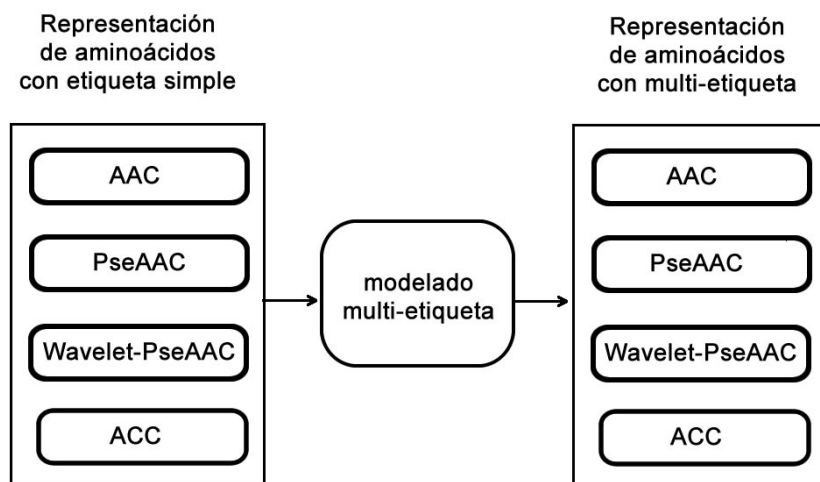 Representación
de aminoácidos
con etiqueta simple
AAC
PseAAC
Wavelet-PseAAC
ACC
modelado
multi-etiqueta
Representación
de aminoácidos
con multi-etiqueta
AAC
PseAAC
Wavelet-PseAAC
ACC